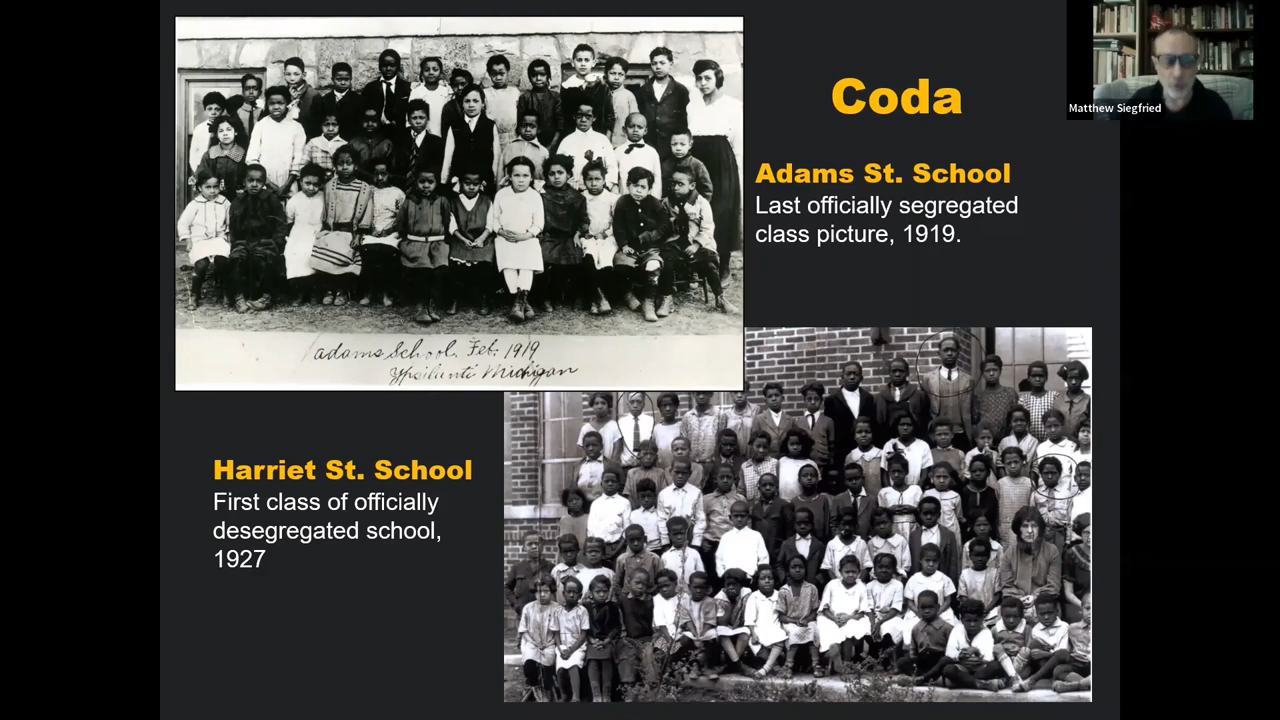 Coda
Matthew Siegfried
Adams St. School
Last officially segregated
class picture, 1919.
adams School, Feb. 1919
Ypsilanti Michigan
Harriet St. School
First class of officially
desegregated school,
1927